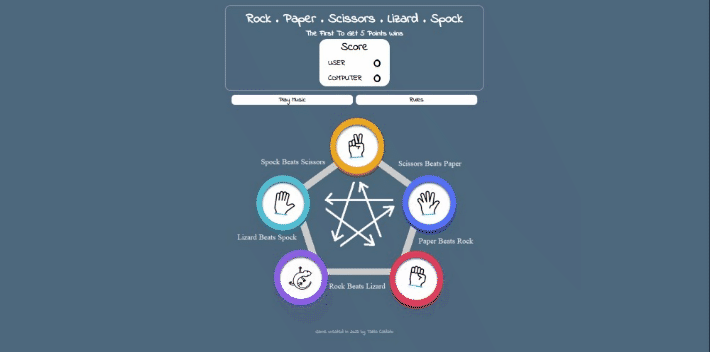 Rock . Paper . Scissors . Lizard . Spock
The First To Get 5 Points Wins
Score
USER 0
COMPUTER 0
Play Music Rules
Spock Beats Scissors Scissors Beats Paper
Lizard Beats Spock Paper Beats Rock
Rock Beats Lizard